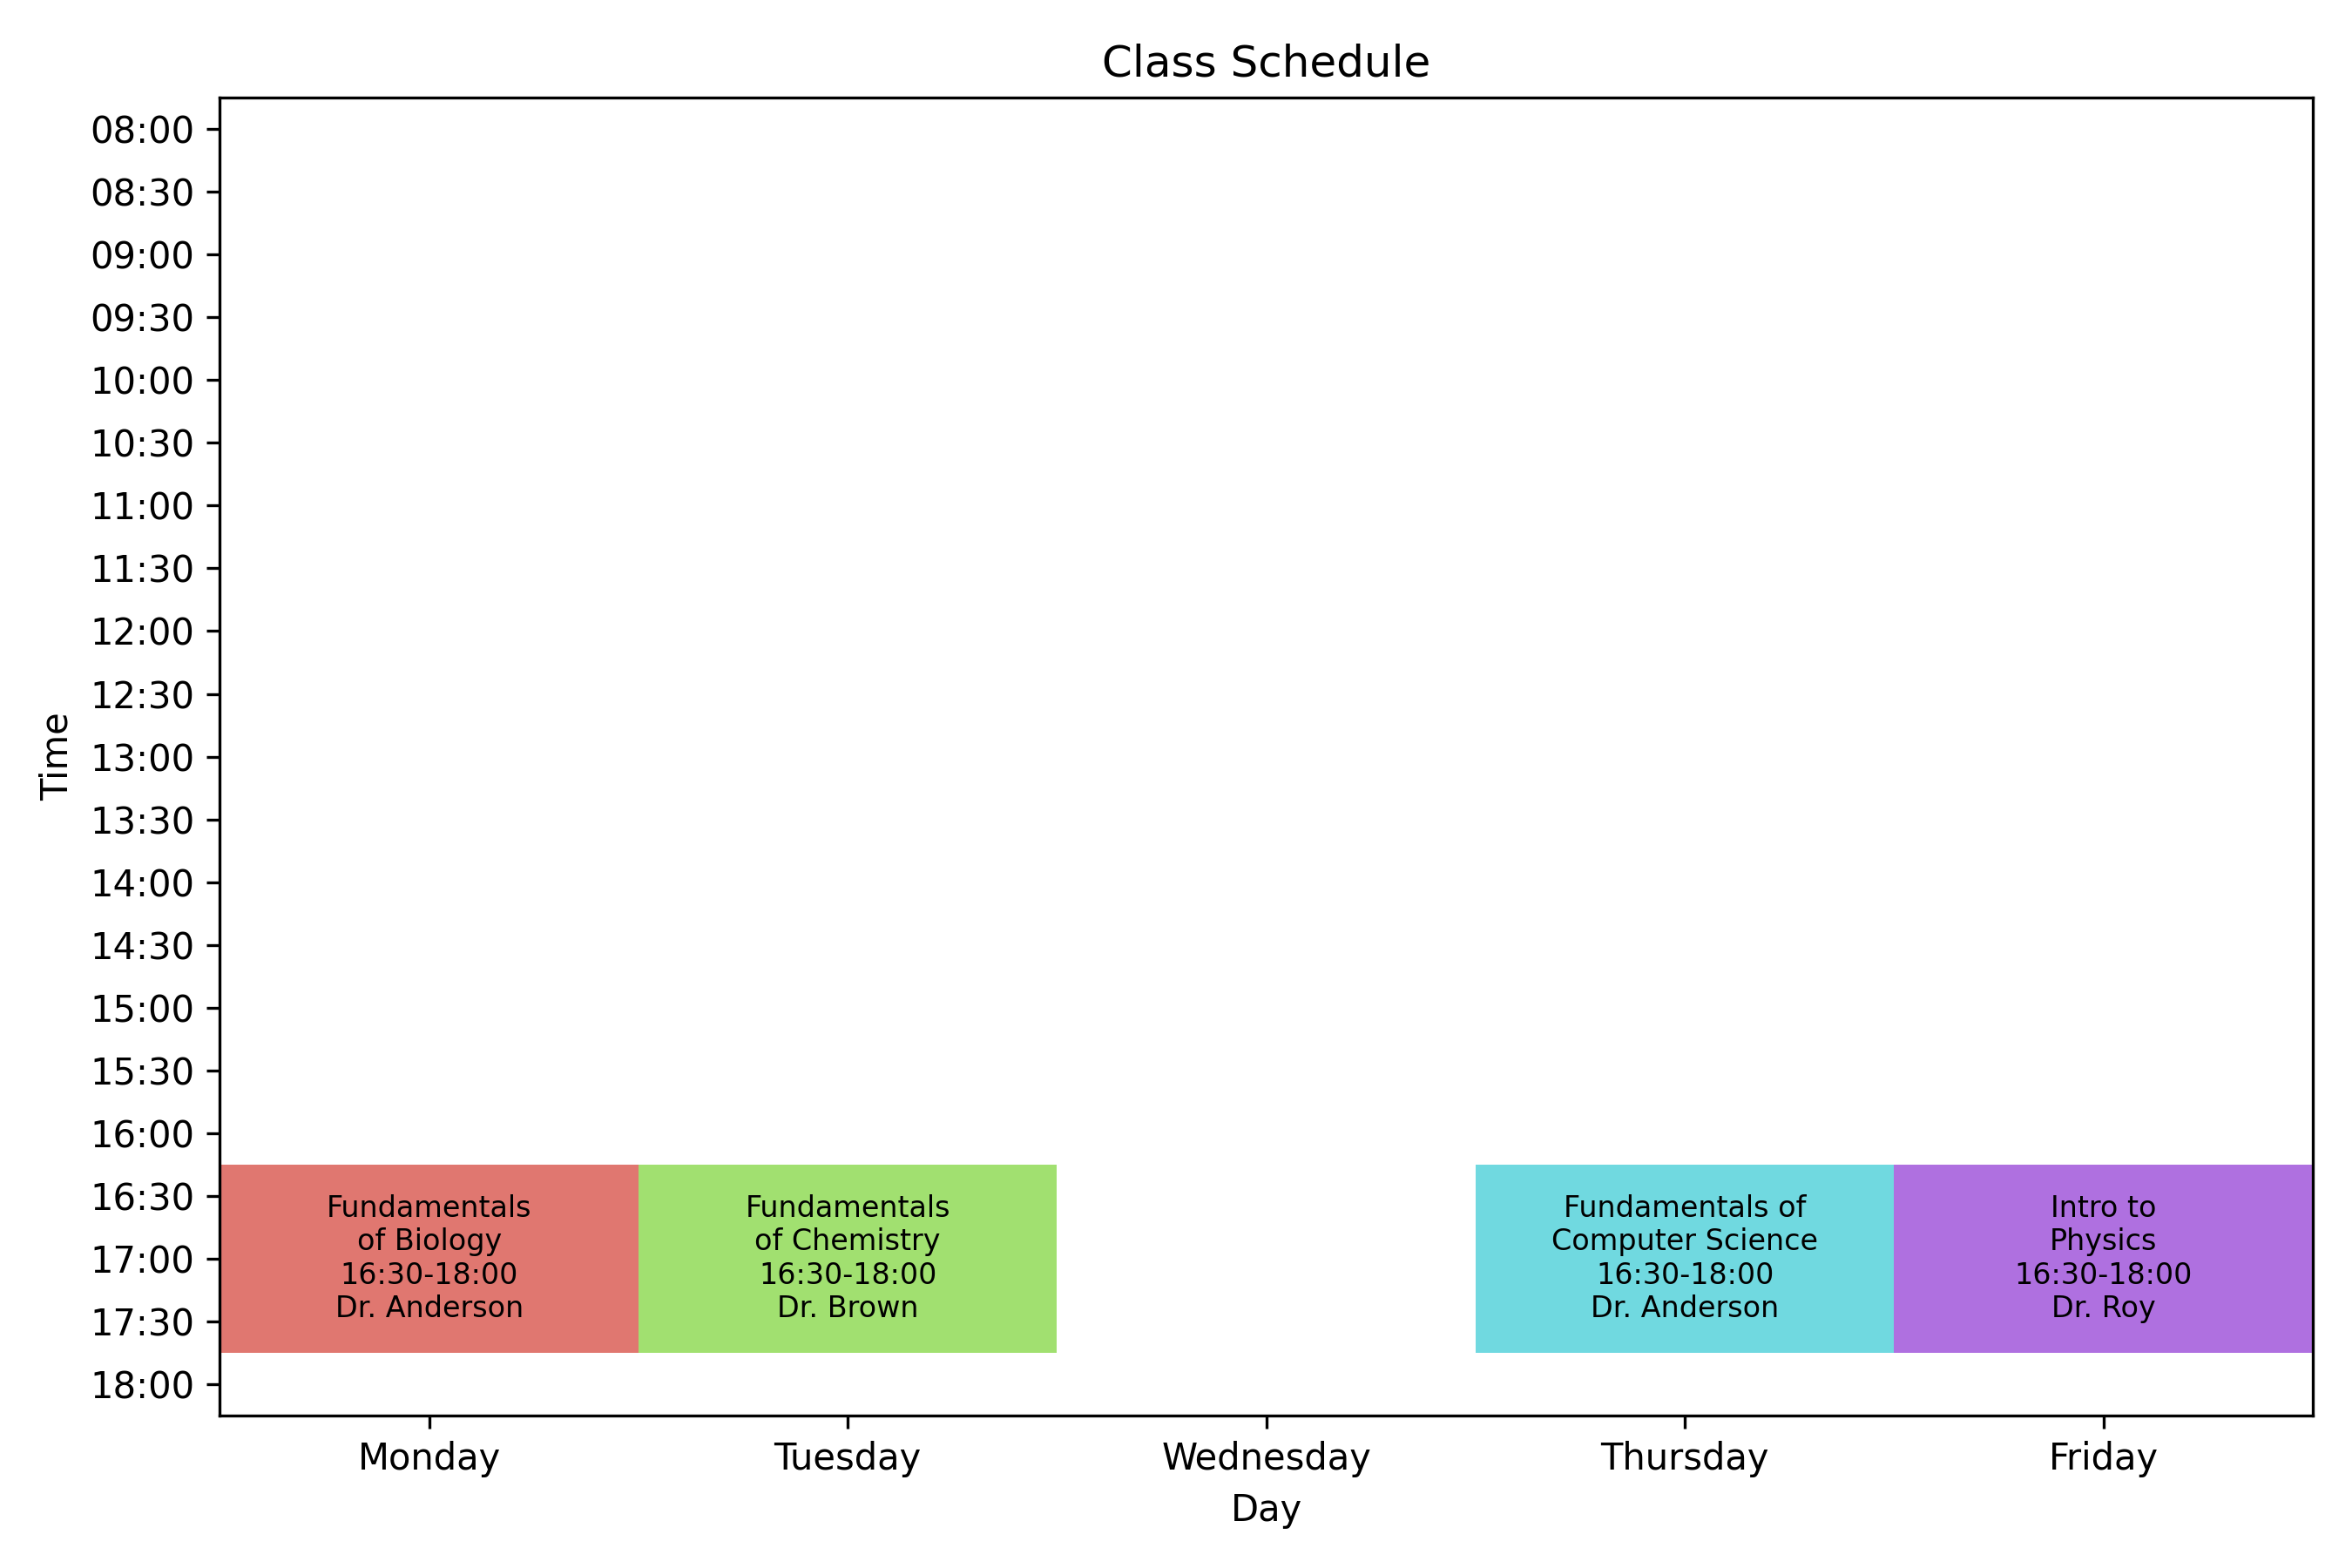 Class Schedule
Time
08:00
08:30
09:00
09:30
10:00
10:30
11:00
11:30
12:00
12:30
13:00
13:30
14:00
14:30
15:00
15:30
16:00
16:30
17:00
17:30
18:00
Fundamentals
of Biology
16:30-18:00
Dr. Anderson
Fundamentals
of Chemistry
16:30-18:00
Dr. Brown
Fundamentals of
Computer Science
16:30-18:00
Dr. Anderson
Intro to
Physics
16:30-18:00
Dr. Roy
Monday
Tuesday
Wednesday
Thursday
Friday
Day